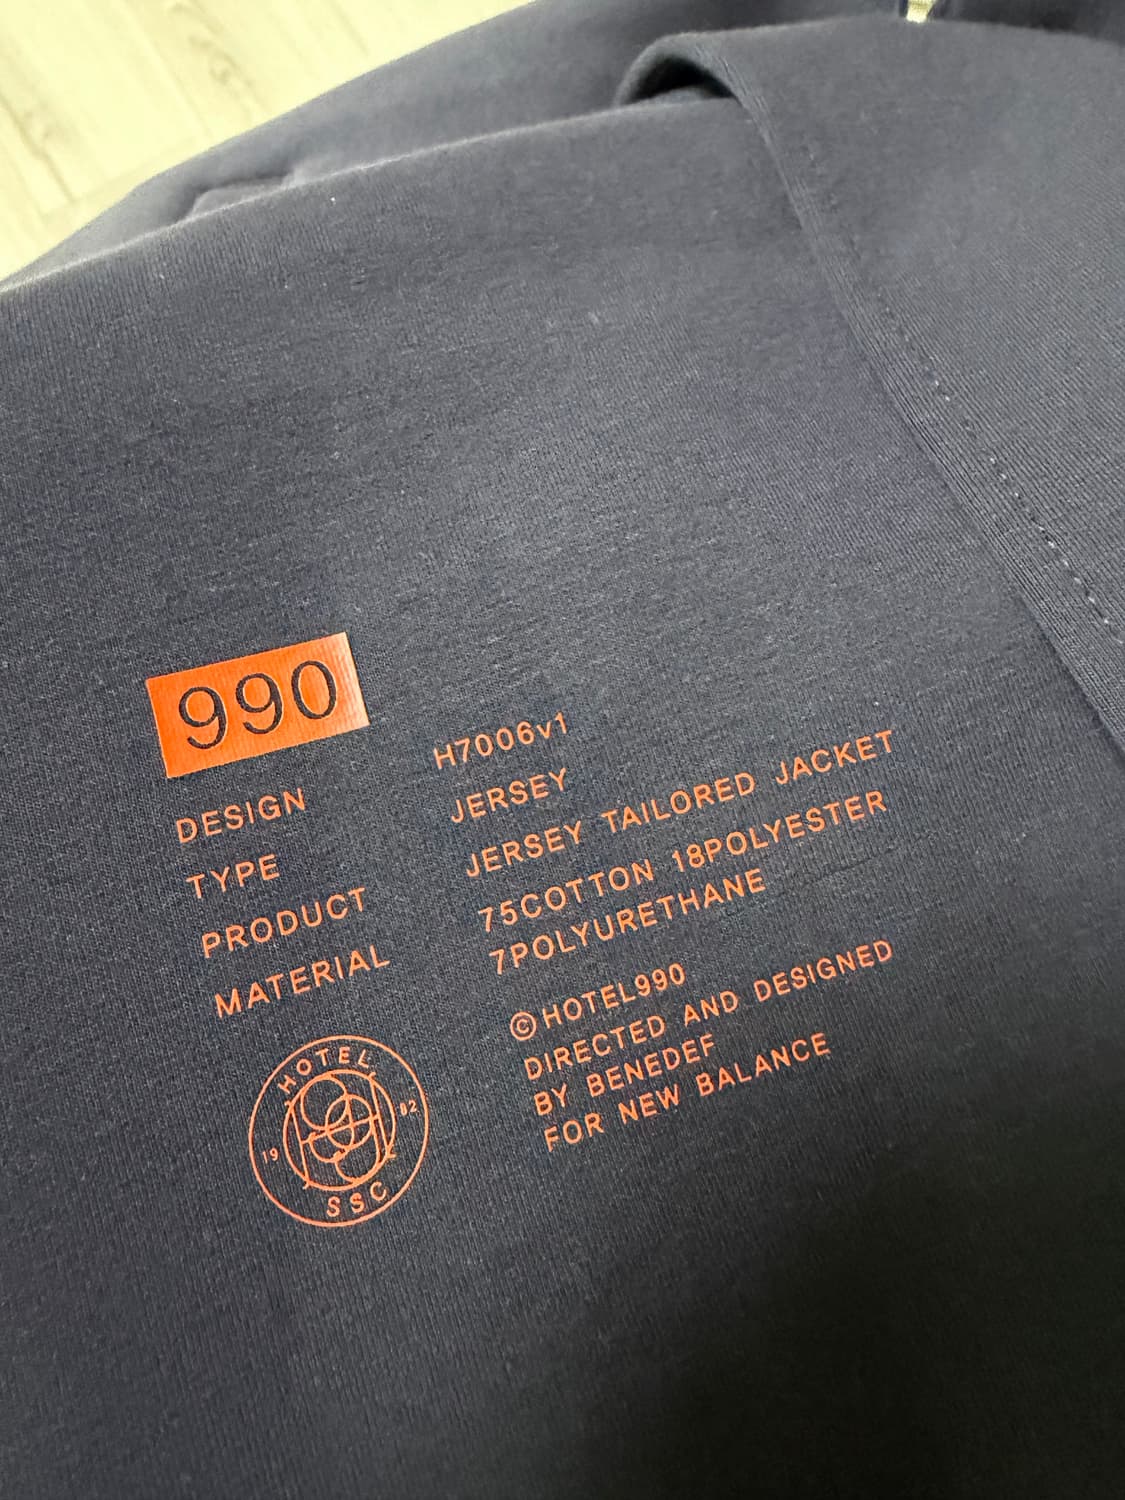 990
DESIGN H7006v1
TYPE JERSEY
PRODUCT JERSEY TAILORED JACKET
MATERIAL 75COTTON 18POLYESTER
7POLYURETHANE
©HOTEL990
DIRECTED AND DESIGNED
BY BENEDEF
FOR NEW BALANCE
HOTEL
19 82
SSC